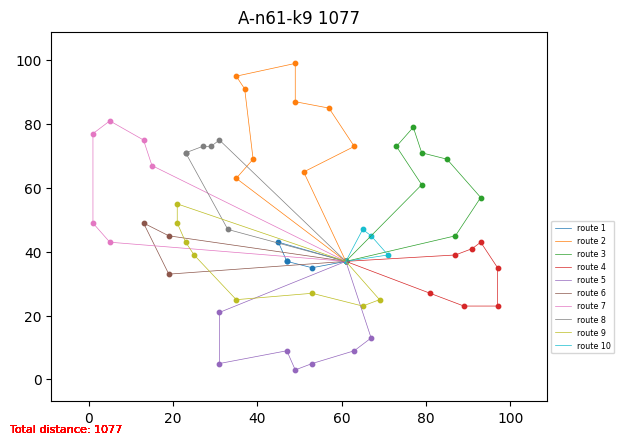 A-n61-k9 1077
100
80
60
40
20
0
0 20 40 60 80 100
route 1
route 2
route 3
route 4
route 5
route 6
route 7
route 8
route 9
route 10
Total distance: 1077